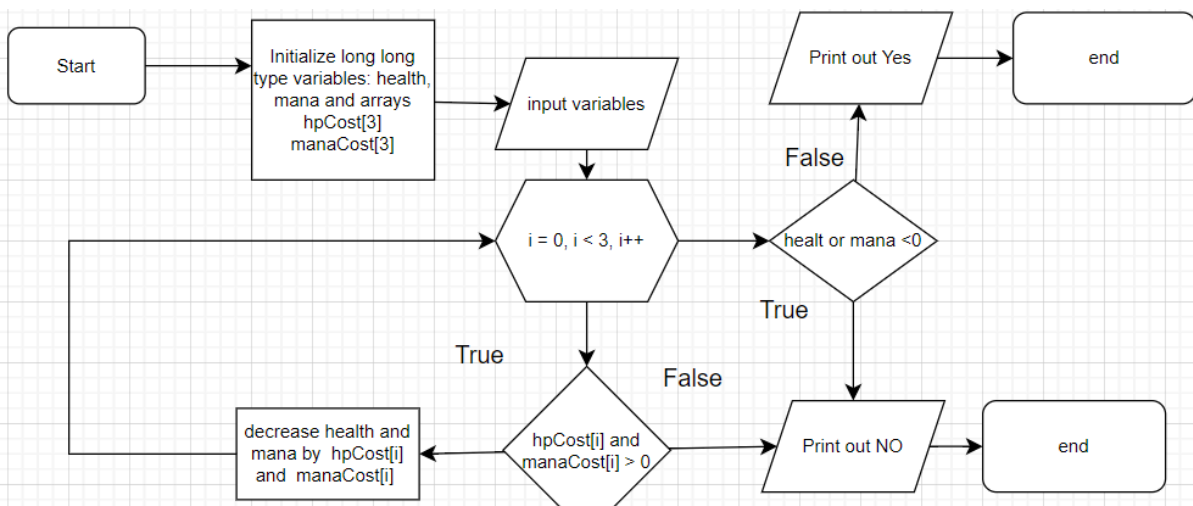 Start
Initialize long long
type variables: health,
mana and arrays
hpCost[3]
manaCost[3]
input variables
Print out Yes
end
False
i = 0, i < 3, i++
healt or mana <0
True
True
False
decrease health and
mana by hpCost[i]
and manaCost[i]
hpCost[i] and
manaCost[i] > 0
Print out NO
end